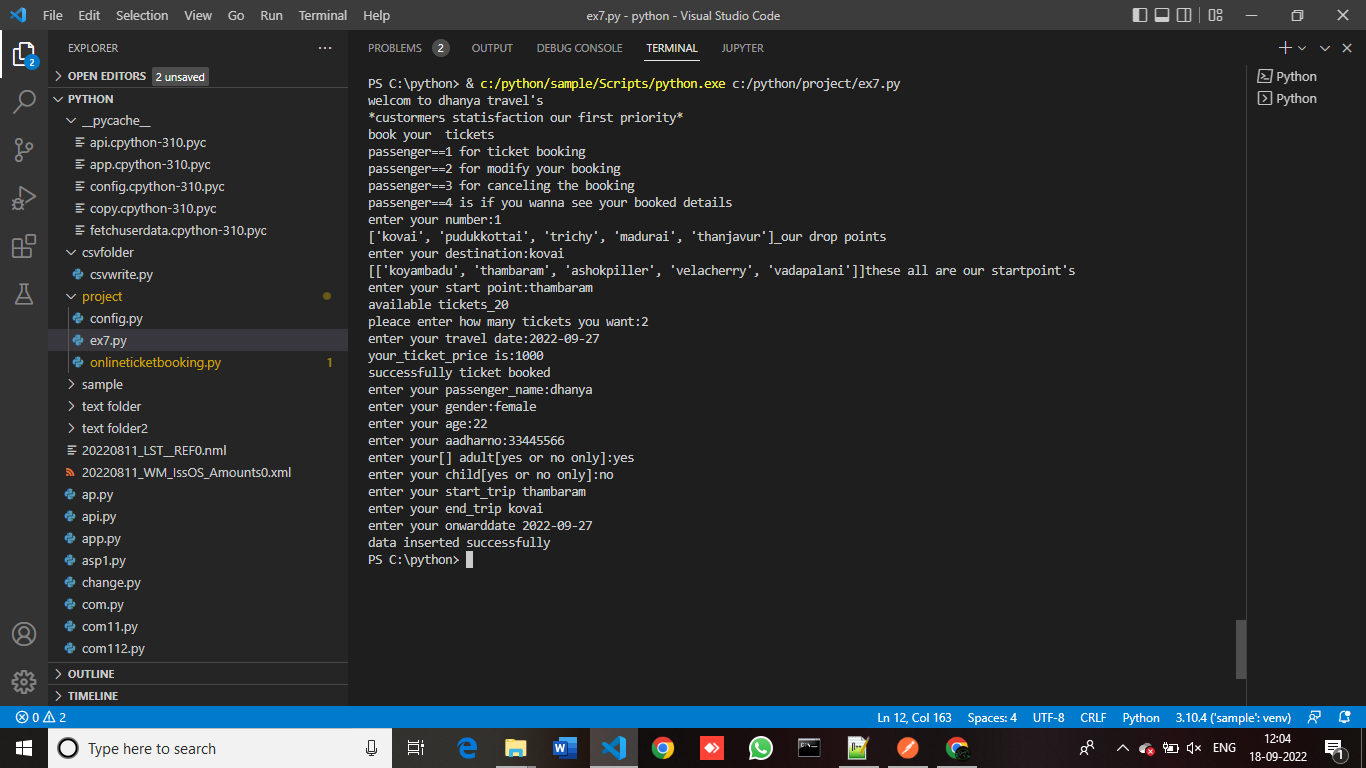 File Edit Selection View Go Run Terminal Help
ex7.py - python - Visual Studio Code
EXPLORER
OPEN EDITORS 2 unsaved
PYTHON
__pycache__
api.cpython-310.pyc
app.cpython-310.pyc
config.cpython-310.pyc
copy.cpython-310.pyc
fetchuserdata.cpython-310.pyc
csvfolder
csvwrite.py
project
config.py
ex7.py
onlineticketbooking.py 1
sample
text folder
text folder2
20220811_LST__REF0.nml
20220811_WM_IssOS_Amounts0.xml
ap.py
api.py
app.py
asp1.py
change.py
com.py
com11.py
com112.py
OUTLINE
TIMELINE
2
PROBLEMS 2 OUTPUT DEBUG CONSOLE TERMINAL JUPYTER
PS C:\python> & c:/python/sample/Scripts/python.exe c:/python/project/ex7.py
welcom to dhanya travel's
*custormers statisfaction our first priority*
book your  tickets
passenger==1 for ticket booking
passenger==2 for modify your booking
passenger==3 for canceling the booking
passenger==4 is if you wanna see your booked details
enter your number:1
['kovai', 'pudukkottai', 'trichy', 'madurai', 'thanjavur']_our drop points
enter your destination:kovai
[['koyambadu', 'thambaram', 'ashokpiller', 'velacherry', 'vadapalani']]these all are our startpoint's
enter your start point:thambaram
available tickets_20
pleace enter how many tickets you want:2
enter your travel date:2022-09-27
your_ticket_price is:1000
successfully ticket booked
enter your passenger_name:dhanya
enter your gender:female
enter your age:22
enter your aadharno:33445566
enter your[] adult[yes or no only]:yes
enter your child[yes or no only]:no
enter your start_trip thambaram
enter your end_trip kovai
enter your onwarddate 2022-09-27
data inserted successfully
PS C:\python>
Python
Python
0 2
Ln 12, Col 163 Spaces: 4 UTF-8 CRLF Python 3.10.4 ('sample': venv)
Type here to search
ENG
12:04
18-09-2022
1